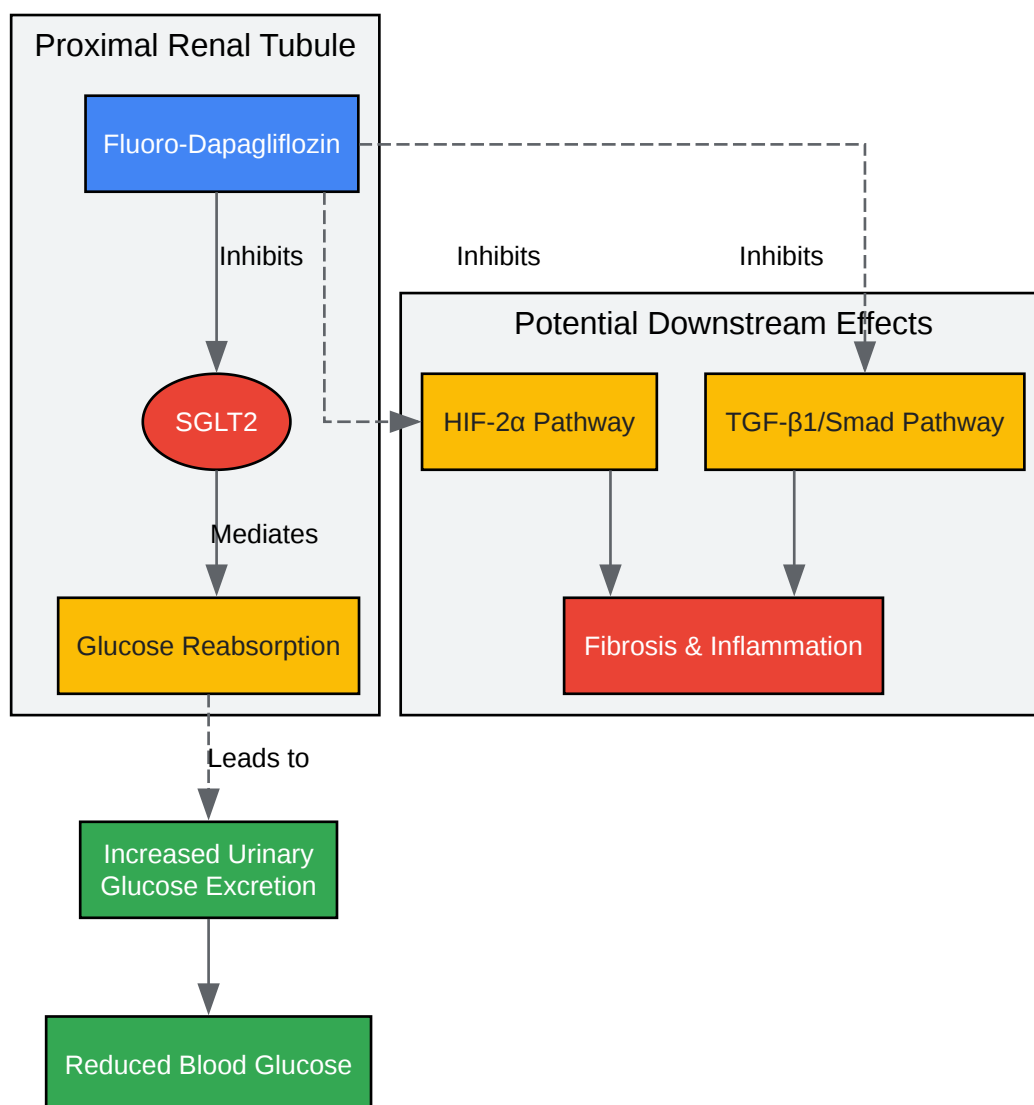 Proximal Renal Tubule
Fluoro-Dapagliflozin
Inhibits
Inhibits
Inhibits
Potential Downstream Effects
SGLT2
HIF-2α Pathway
TGF-β1/Smad Pathway
Mediates
Glucose Reabsorption
Fibrosis & Inflammation
Leads to
Increased Urinary
Glucose Excretion
Reduced Blood Glucose